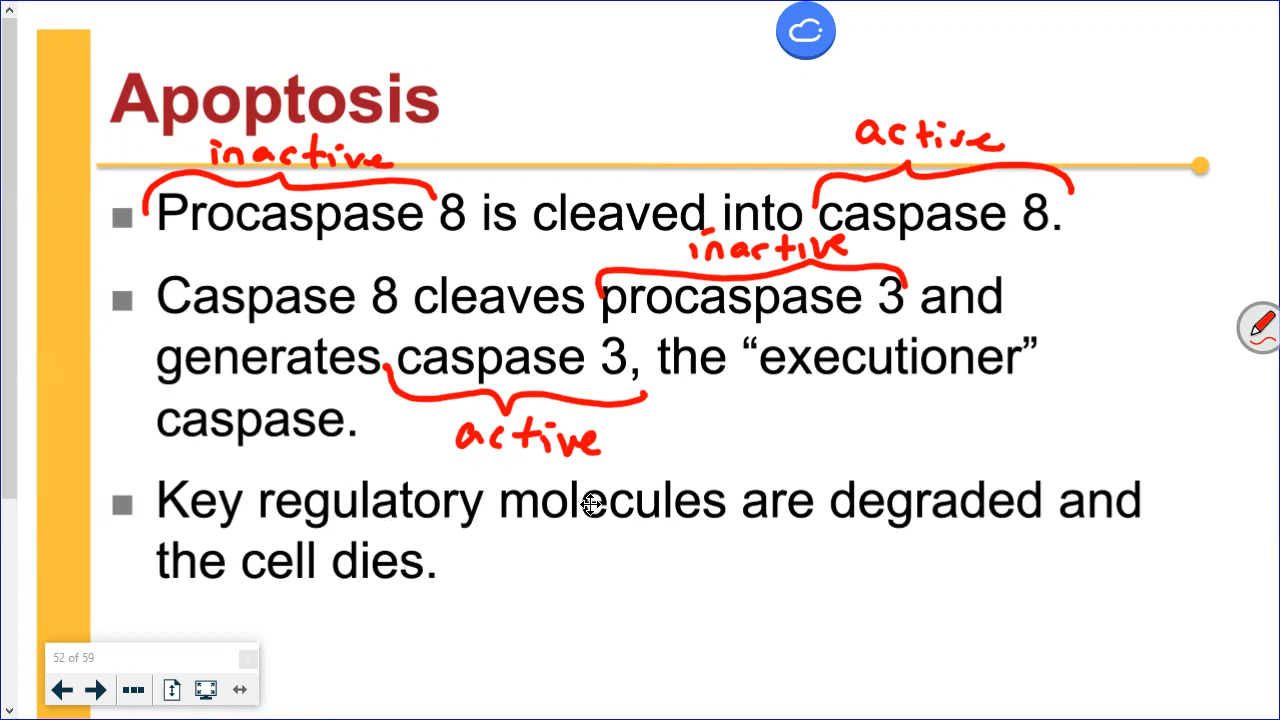 Apoptosis
inactive
active
Procaspase 8 is cleaved into caspase 8.
inactive
Caspase 8 cleaves procaspase 3 and
generates caspase 3, the “executioner”
caspase.
active
Key regulatory molecules are degraded and
the cell dies.
52 of 59